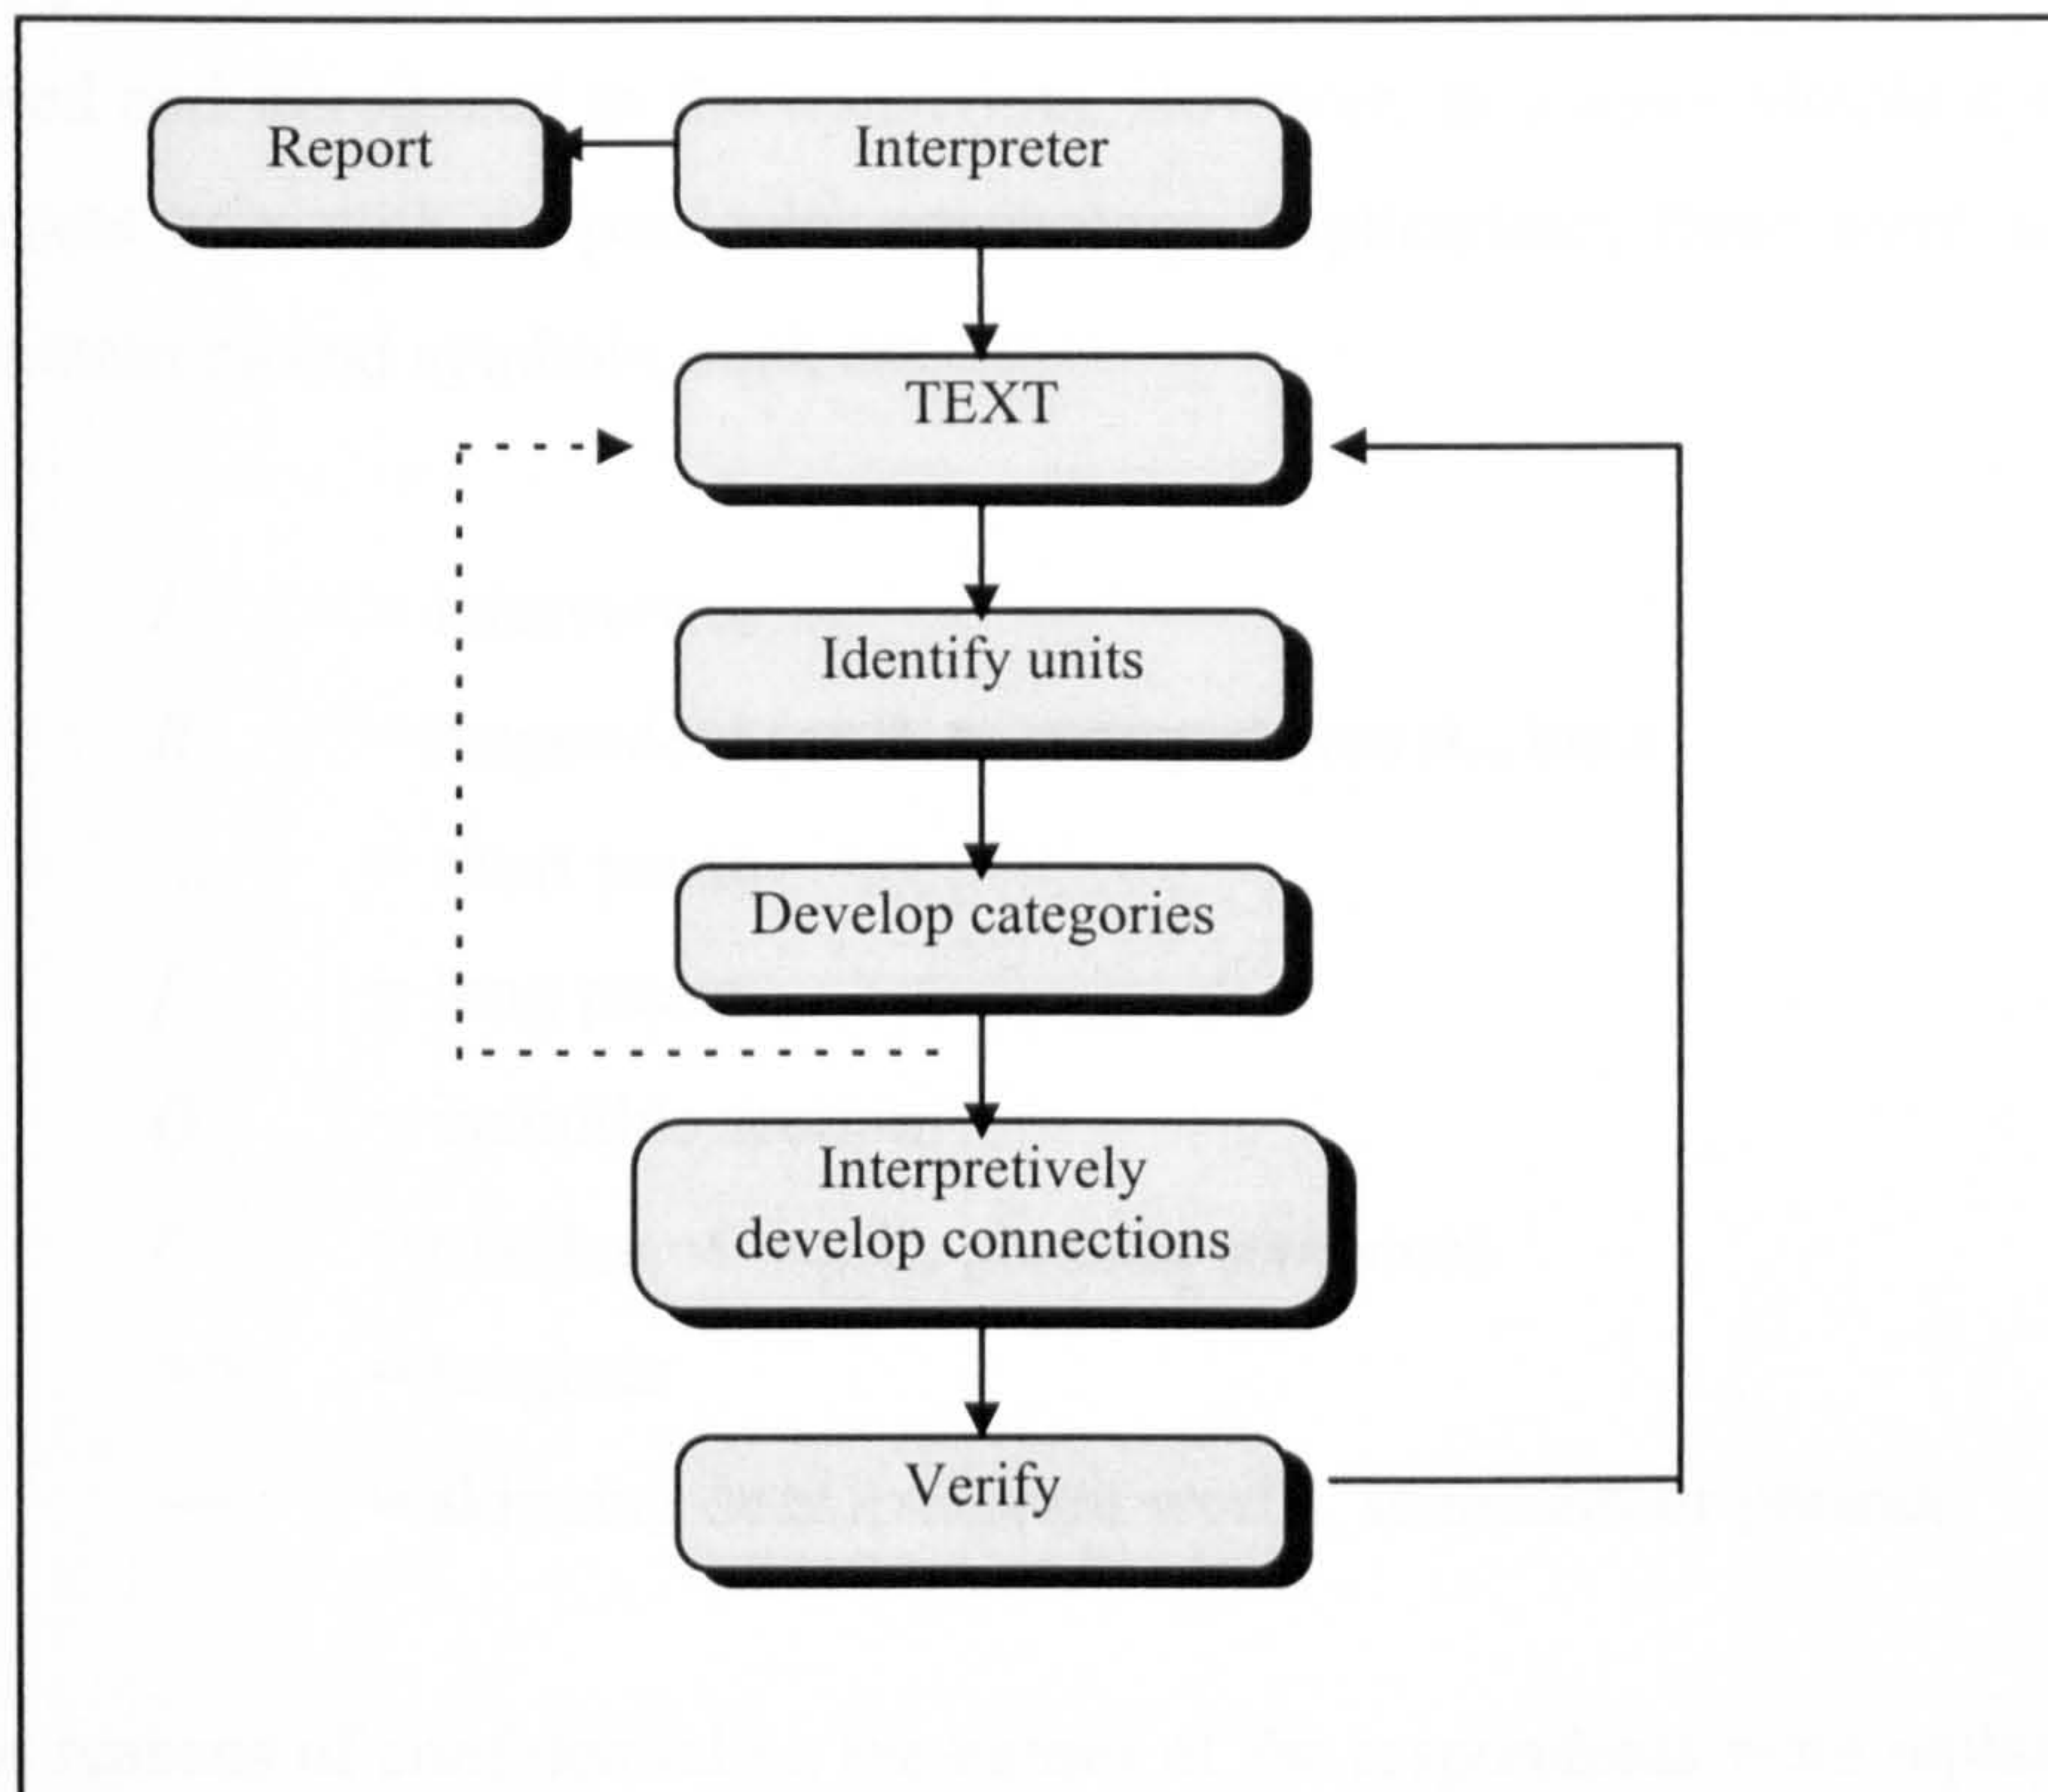 Report
Interpreter
TEXT
Identify units
Develop categories
Interpretively
develop connections
Verify